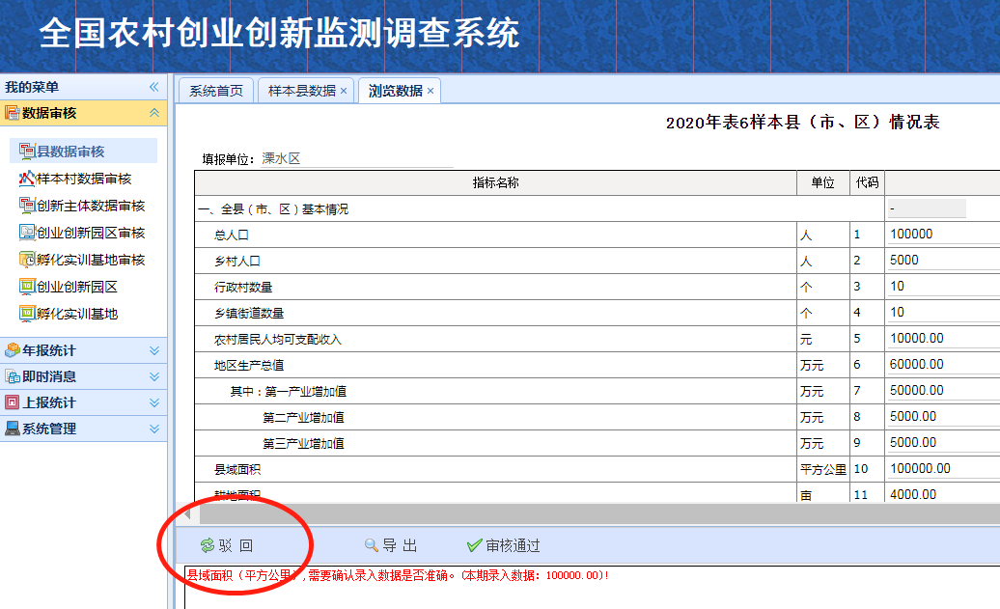 全国农村创业创新监测调查系统
我的菜单
数据审核
县数据审核
样本村数据审核
创新主体数据审核
创业创新园区审核
孵化实训基地审核
创业创新园区
孵化实训基地
年报统计
即时消息
上报统计
系统管理
系统首页 样本县数据 × 浏览数据 ×
2020年表6样本县（市、区）情况表
填报单位：溧水区
指标名称 单位 代码
一、全县（市、区）基本情况 -
总人口 人 1 100000
乡村人口 人 2 5000
行政村数量 个 3 10
乡镇街道数量 个 4 10
农村居民人均可支配收入 元 5 10000.00
地区生产总值 万元 6 60000.00
其中：第一产业增加值 万元 7 50000.00
第二产业增加值 万元 8 5000.00
第三产业增加值 万元 9 5000.00
县域面积 平方公里 10 100000.00
耕地面积 亩 11 4000.00
驳 回 导 出 审核通过
县域面积（平方公里）,需要确认录入数据是否准确。(本期录入数据: 100000.00)!